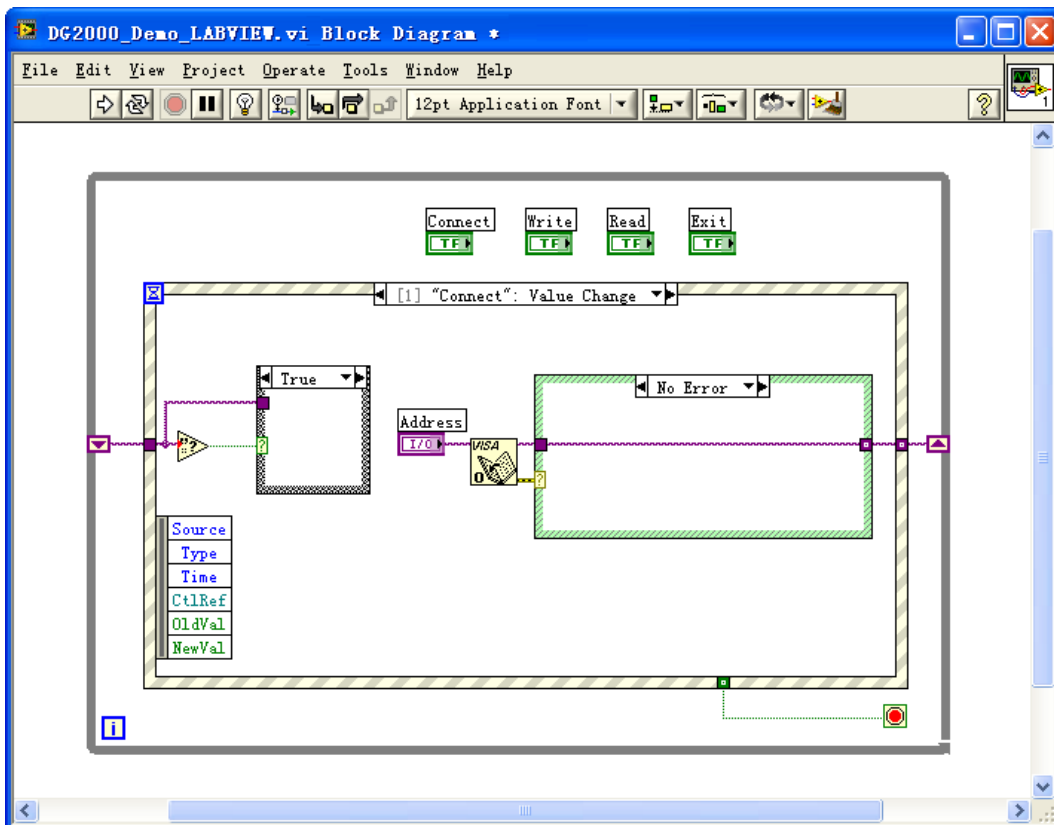 DG2000_Demo_LABVIEW.vi Block Diagram *
File Edit View Project Operate Tools Window Help
12pt Application Font
1
Connect Write Read Exit
TF TF TF TF
[1] "Connect": Value Change
True
No Error
Address
I/O
!!?
VISA
O
?
?
Source
Type
Time
CtlRef
OldVal
NewVal
i